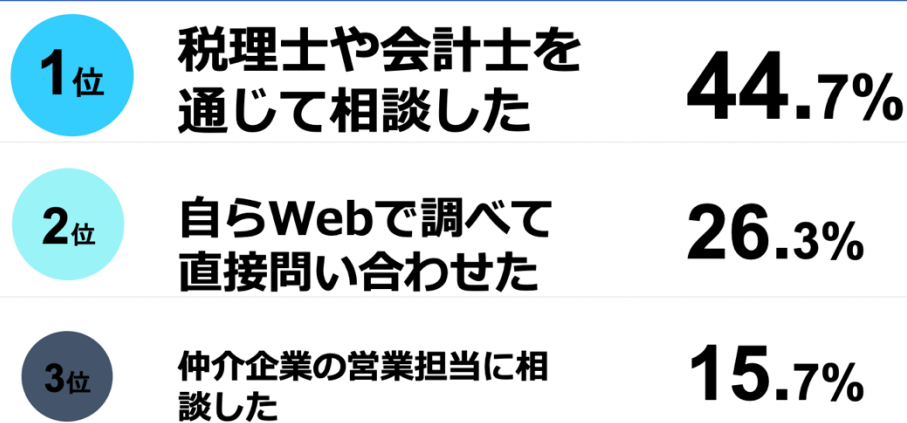 1位
税理士や会計士を
通じて相談した
44.7%
2位
自らWebで調べて
直接問い合わせた
26.3%
3位
仲介企業の営業担当に相
談した
15.7%